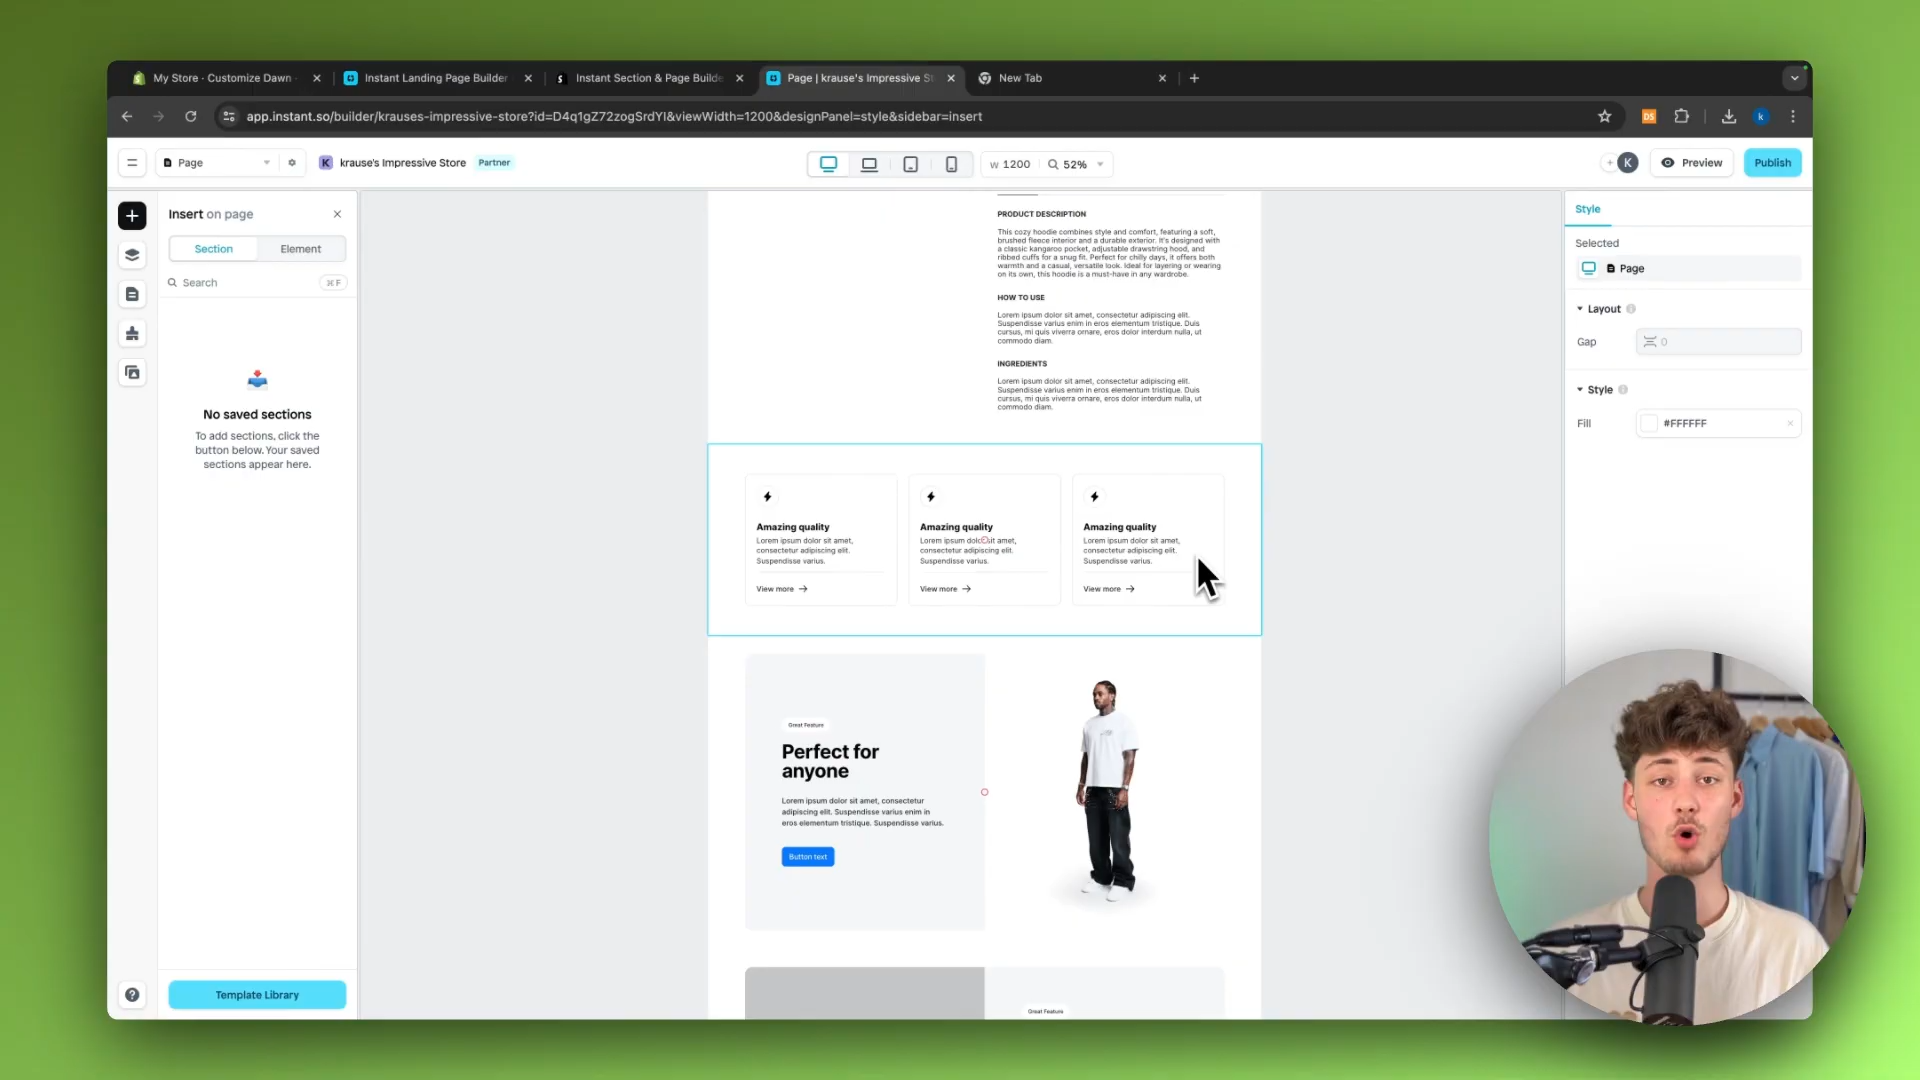 My Store · Customize Dawn ·
Instant Landing Page Builder
Instant Section & Page Builde
Page | krause's Impressive St
New Tab
app.instant.so/builder/krauses-impressive-store?id=D4q1gZ72zogSrdYI&viewWidth=1200&designPanel=style&sidebar=insert
DS
k
Page
K
krause's Impressive Store
Partner
W 1200
52%
K
Preview
Publish
Insert on page
Section
Element
Search
⌘ F
No saved sections
To add sections, click the
button below. Your saved
sections appear here.
Template Library
PRODUCT DESCRIPTION
This cozy hoodie combines style and comfort, featuring a soft,
brushed fleece interior and a durable exterior. It's designed with
a classic kangaroo pocket, adjustable drawstring hood, and
ribbed cuffs for a snug fit. Perfect for chilly days, it offers both
warmth and a casual, versatile look. Ideal for layering or wearing
on its own, this hoodie is a must-have in any wardrobe.
HOW TO USE
Lorem ipsum dolor sit amet, consectetur adipiscing elit.
Suspendisse varius enim in eros elementum tristique. Duis
cursus, mi quis viverra ornare, eros dolor interdum nulla, ut
commodo diam.
INGREDIENTS
Lorem ipsum dolor sit amet, consectetur adipiscing elit.
Suspendisse varius enim in eros elementum tristique. Duis
cursus, mi quis viverra ornare, eros dolor interdum nulla, ut
commodo diam.
Amazing quality
Lorem ipsum dolor sit amet,
consectetur adipiscing elit.
Suspendisse varius.
View more
Amazing quality
Lorem ipsum dolor sit amet,
consectetur adipiscing elit.
Suspendisse varius.
View more
Amazing quality
Lorem ipsum dolor sit amet,
consectetur adipiscing elit.
Suspendisse varius.
View more
Great Feature
Perfect for
anyone
Lorem ipsum dolor sit amet, consectetur
adipiscing elit. Suspendisse varius enim in
eros elementum tristique. Suspendisse varius.
Button text
Great Feature
Style
Selected
Page
Layout
Gap
0
Style
Fill
#FFFFFF